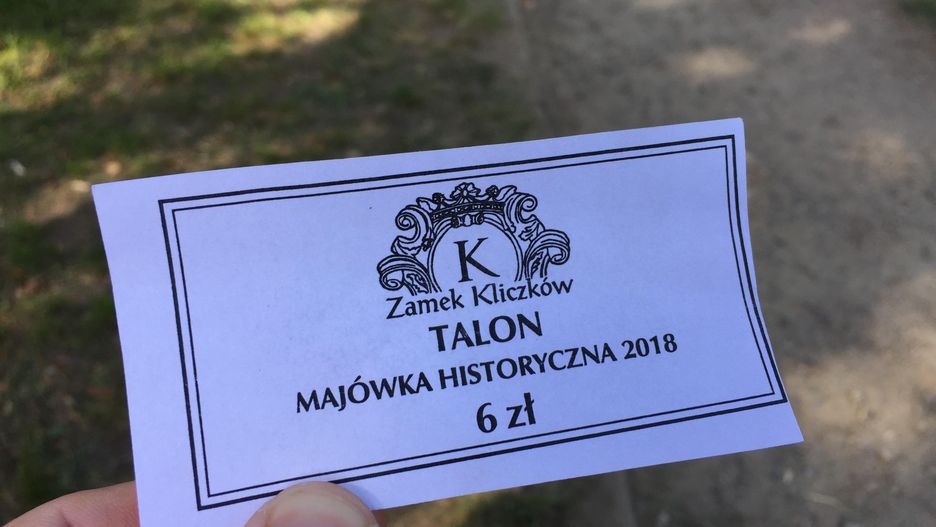 K
Zamek Kliczków
TALON
MAJÓWKA HISTORYCZNA 2018
6 zł